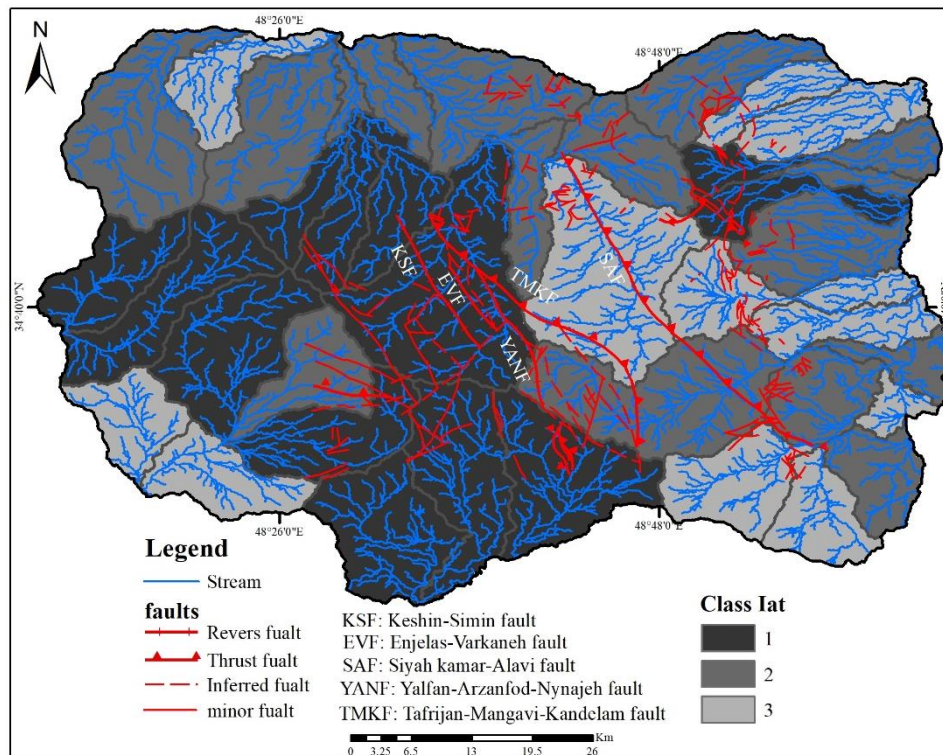 N
48°26'0"E
48°48'0"E
34°40'0"N
KSF
EVF
TMKF
SAF
YANF
48°26'0"E
48°48'0"E
Legend
Stream
faults
Revers fualt
Thrust fualt
Inferred fualt
minor fualt
KSF: Keshin-Simin fault
EVF: Enjelas-Varkaneh fault
SAF: Siyah kamar-Alavi fault
YANF: Yalfan-Arzanfod-Nynajeh fault
TMKF: Tafrijan-Mangavi-Kandelam fault
Class Iat
1
2
3
Km
0 3.25 6.5 13 19.5 26